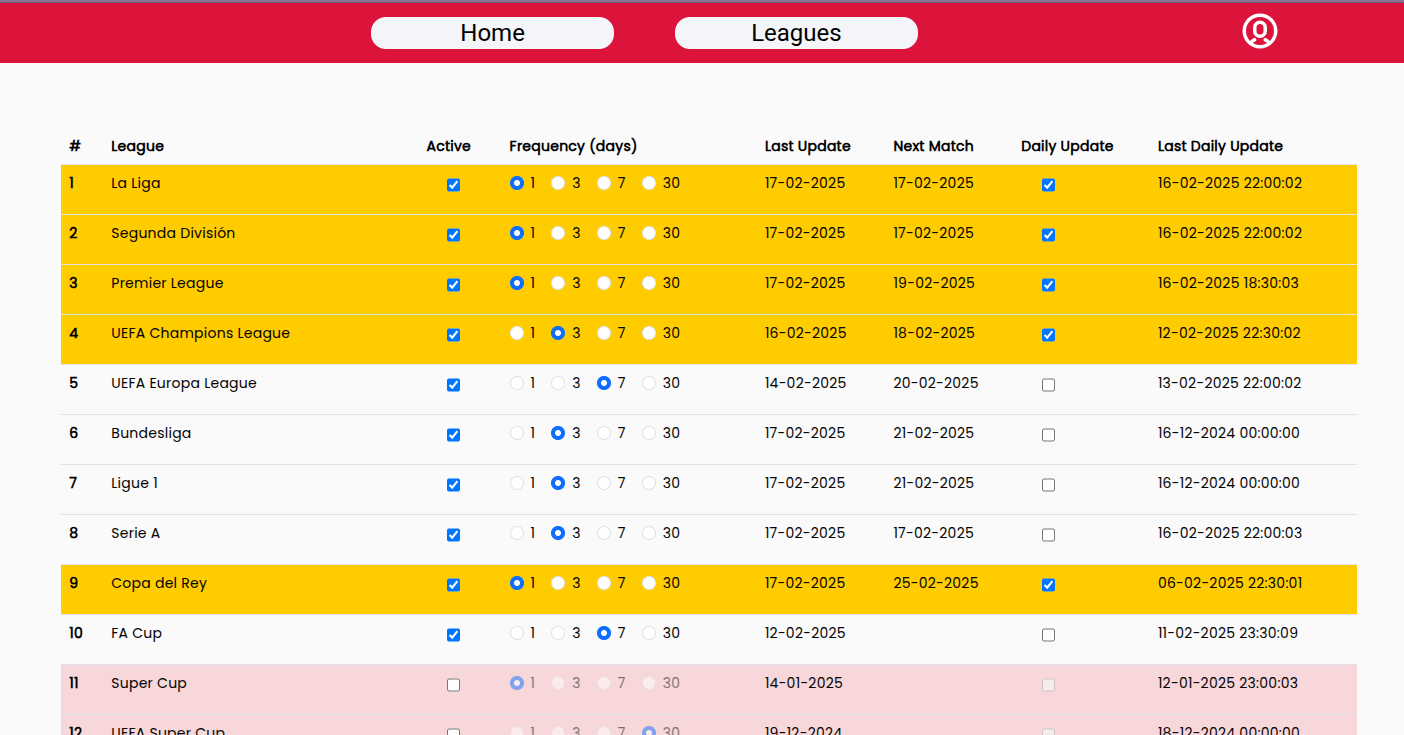 Home Leagues
# League Active Frequency (days) Last Update Next Match Daily Update Last Daily Update
1 La Liga 1 3 7 30 17-02-2025 17-02-2025 16-02-2025 22:00:02
2 Segunda División 1 3 7 30 17-02-2025 17-02-2025 16-02-2025 22:00:02
3 Premier League 1 3 7 30 17-02-2025 19-02-2025 16-02-2025 18:30:03
4 UEFA Champions League 1 3 7 30 16-02-2025 18-02-2025 12-02-2025 22:30:02
5 UEFA Europa League 1 3 7 30 14-02-2025 20-02-2025 13-02-2025 22:00:02
6 Bundesliga 1 3 7 30 17-02-2025 21-02-2025 16-12-2024 00:00:00
7 Ligue 1 1 3 7 30 17-02-2025 21-02-2025 16-12-2024 00:00:00
8 Serie A 1 3 7 30 17-02-2025 17-02-2025 16-02-2025 22:00:03
9 Copa del Rey 1 3 7 30 17-02-2025 25-02-2025 06-02-2025 22:30:01
10 FA Cup 1 3 7 30 12-02-2025 11-02-2025 23:30:09
11 Super Cup 1 3 7 30 14-01-2025 12-01-2025 23:00:03
12 UEFA Super Cup 1 3 7 30 19-12-2024 18-12-2024 00:00:00